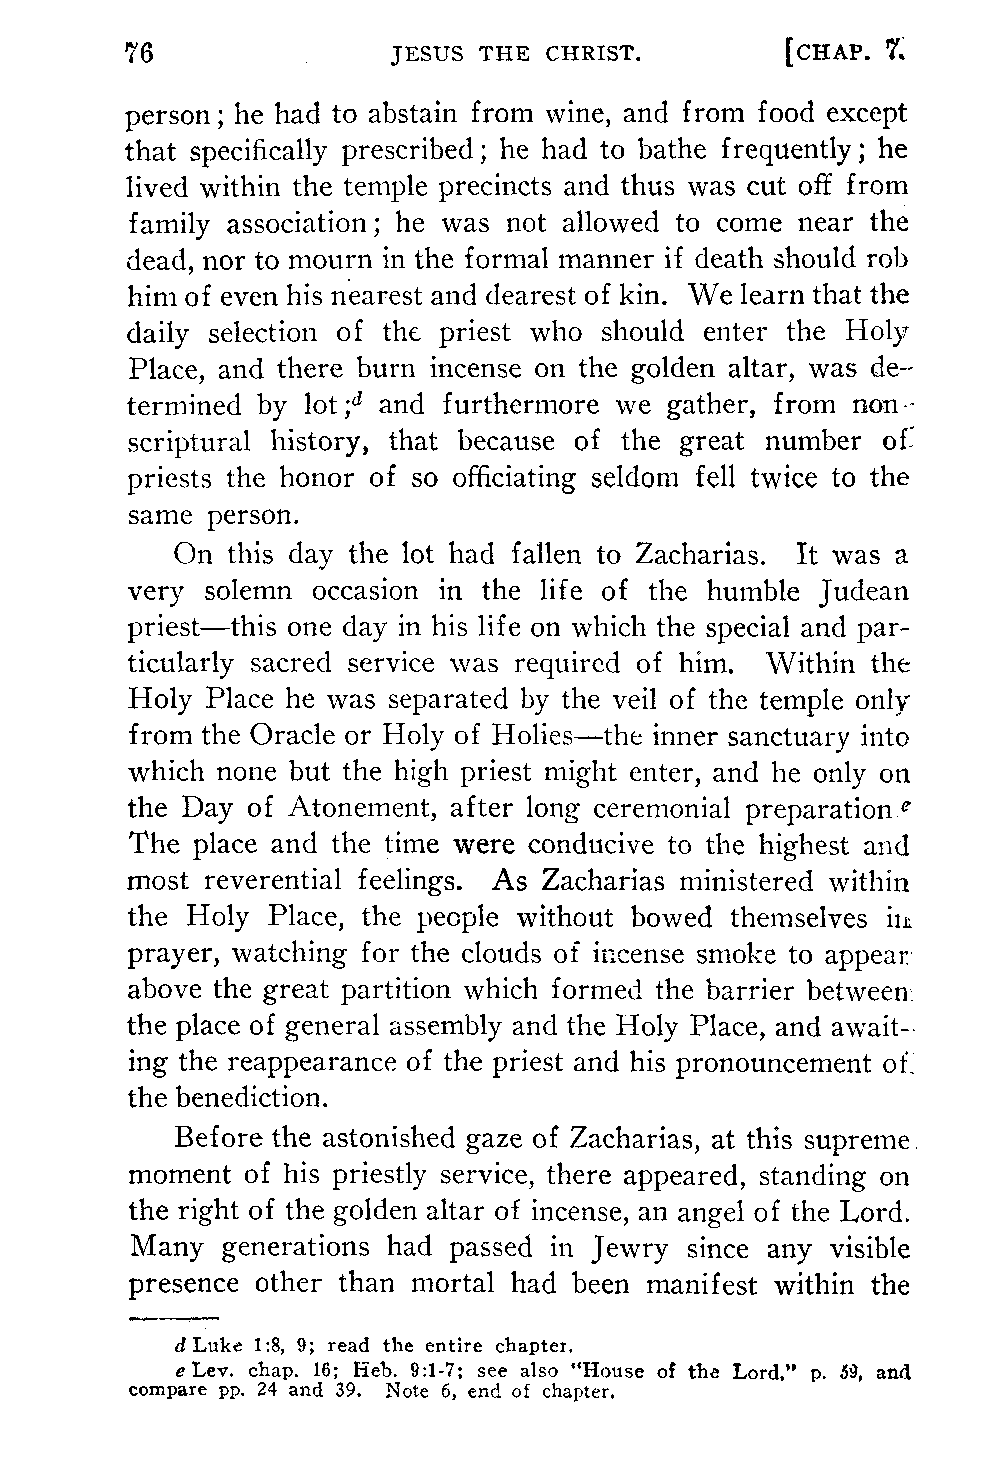 76 JESUS THE CHRIST. [CHAP. 7.
person; he had to abstain from wine, and from food except
that specifically prescribed; he had to bathe frequently; he
lived within the temple precincts and thus was cut off from
family association; he was not allowed to come near the
dead, nor to mourn in the formal manner if death should rob
him of even his nearest and dearest of kin. We learn that the
daily selection of the priest who should enter the Holy
Place, and there burn incense on the golden altar, was de-
termined by lot;d and furthermore we gather, from non-
scriptural history, that because of the great number of
priests the honor of so officiating seldom fell twice to the
same person.
On this day the lot had fallen to Zacharias. It was a
very solemn occasion in the life of the humble Judean
priest—this one day in his life on which the special and par-
ticularly sacred service was required of him. Within the
Holy Place he was separated by the veil of the temple only
from the Oracle or Holy of Holies—the inner sanctuary into
which none but the high priest might enter, and he only on
the Day of Atonement, after long ceremonial preparation.e
The place and the time were conducive to the highest and
most reverential feelings. As Zacharias ministered within
the Holy Place, the people without bowed themselves in
prayer, watching for the clouds of incense smoke to appear
above the great partition which formed the barrier between
the place of general assembly and the Holy Place, and await-
ing the reappearance of the priest and his pronouncement of
the benediction.
Before the astonished gaze of Zacharias, at this supreme
moment of his priestly service, there appeared, standing on
the right of the golden altar of incense, an angel of the Lord.
Many generations had passed in Jewry since any visible
presence other than mortal had been manifest within the
d Luke 1:8, 9; read the entire chapter.
e Lev. chap. 16; Heb. 9:1-7; see also "House of the Lord," p. 59, and
compare pp. 24 and 39. Note 6, end of chapter.